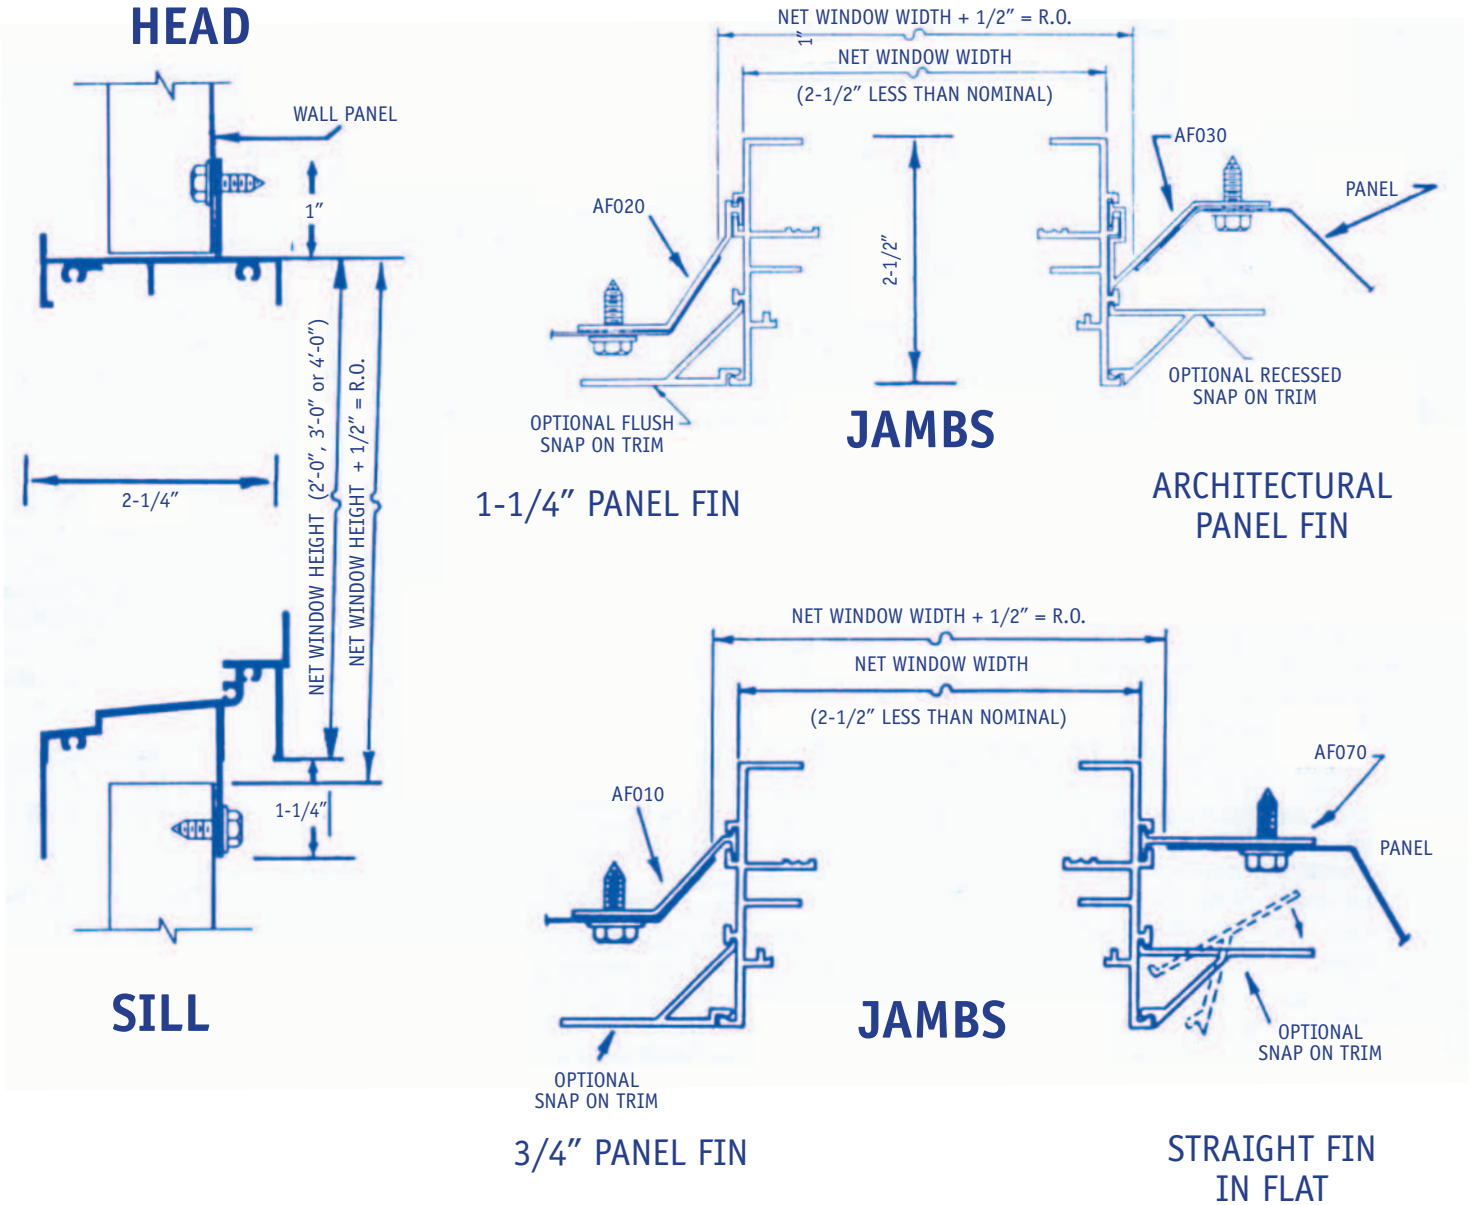 HEAD
WALL PANEL
1”
NET WINDOW HEIGHT (2’-0”, 3’-0” or 4’-0”)
NET WINDOW HEIGHT + 1/2” = R.O.
2-1/4”
1-1/4”
SILL
NET WINDOW WIDTH + 1/2” = R.O.
1”
NET WINDOW WIDTH
(2-1/2” LESS THAN NOMINAL)
AF020
2-1/2”
AF030
PANEL
OPTIONAL FLUSH
SNAP ON TRIM
OPTIONAL RECESSED
SNAP ON TRIM
JAMBS
1-1/4” PANEL FIN
ARCHITECTURAL
PANEL FIN
NET WINDOW WIDTH + 1/2” = R.O.
NET WINDOW WIDTH
(2-1/2” LESS THAN NOMINAL)
AF010
AF070
PANEL
JAMBS
OPTIONAL
SNAP ON TRIM
OPTIONAL
SNAP ON TRIM
3/4” PANEL FIN
STRAIGHT FIN
IN FLAT